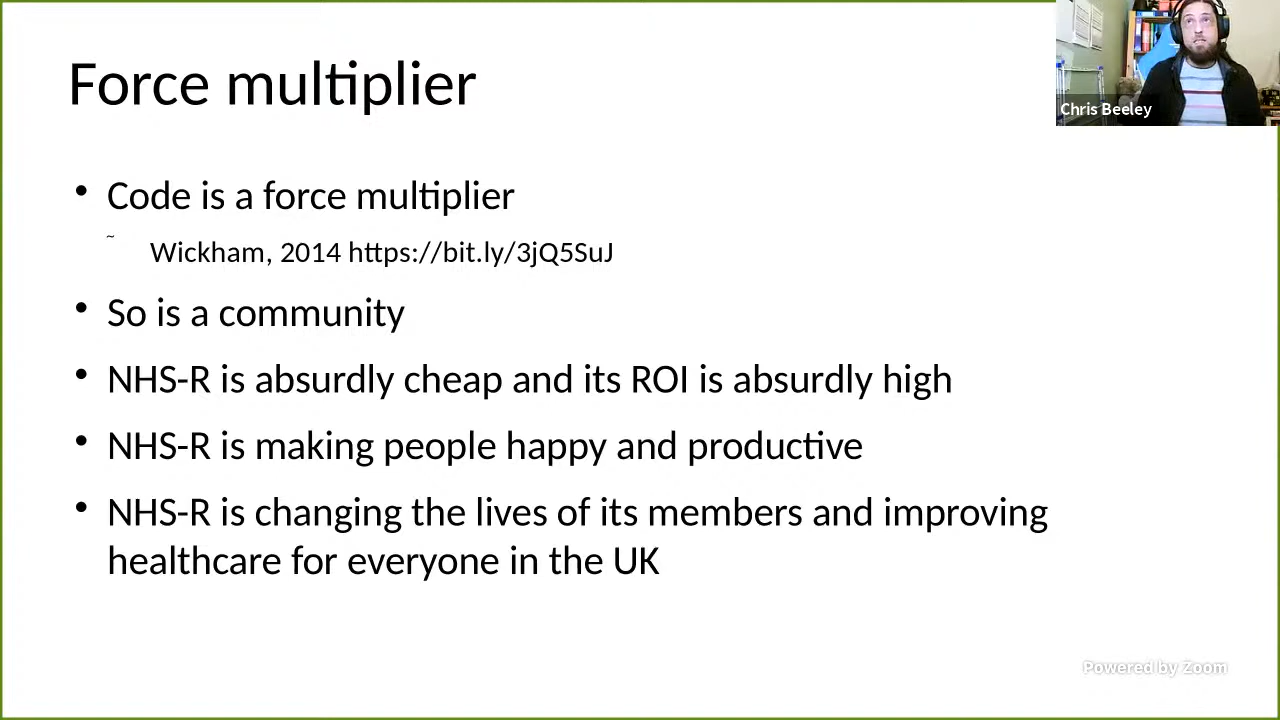 Force multiplier
Chris Beeley
• Code is a force multiplier
~ Wickham, 2014 https://bit.ly/3jQ5SuJ
• So is a community
• NHS-R is absurdly cheap and its ROI is absurdly high
• NHS-R is making people happy and productive
• NHS-R is changing the lives of its members and improving
healthcare for everyone in the UK
Powered by Zoom